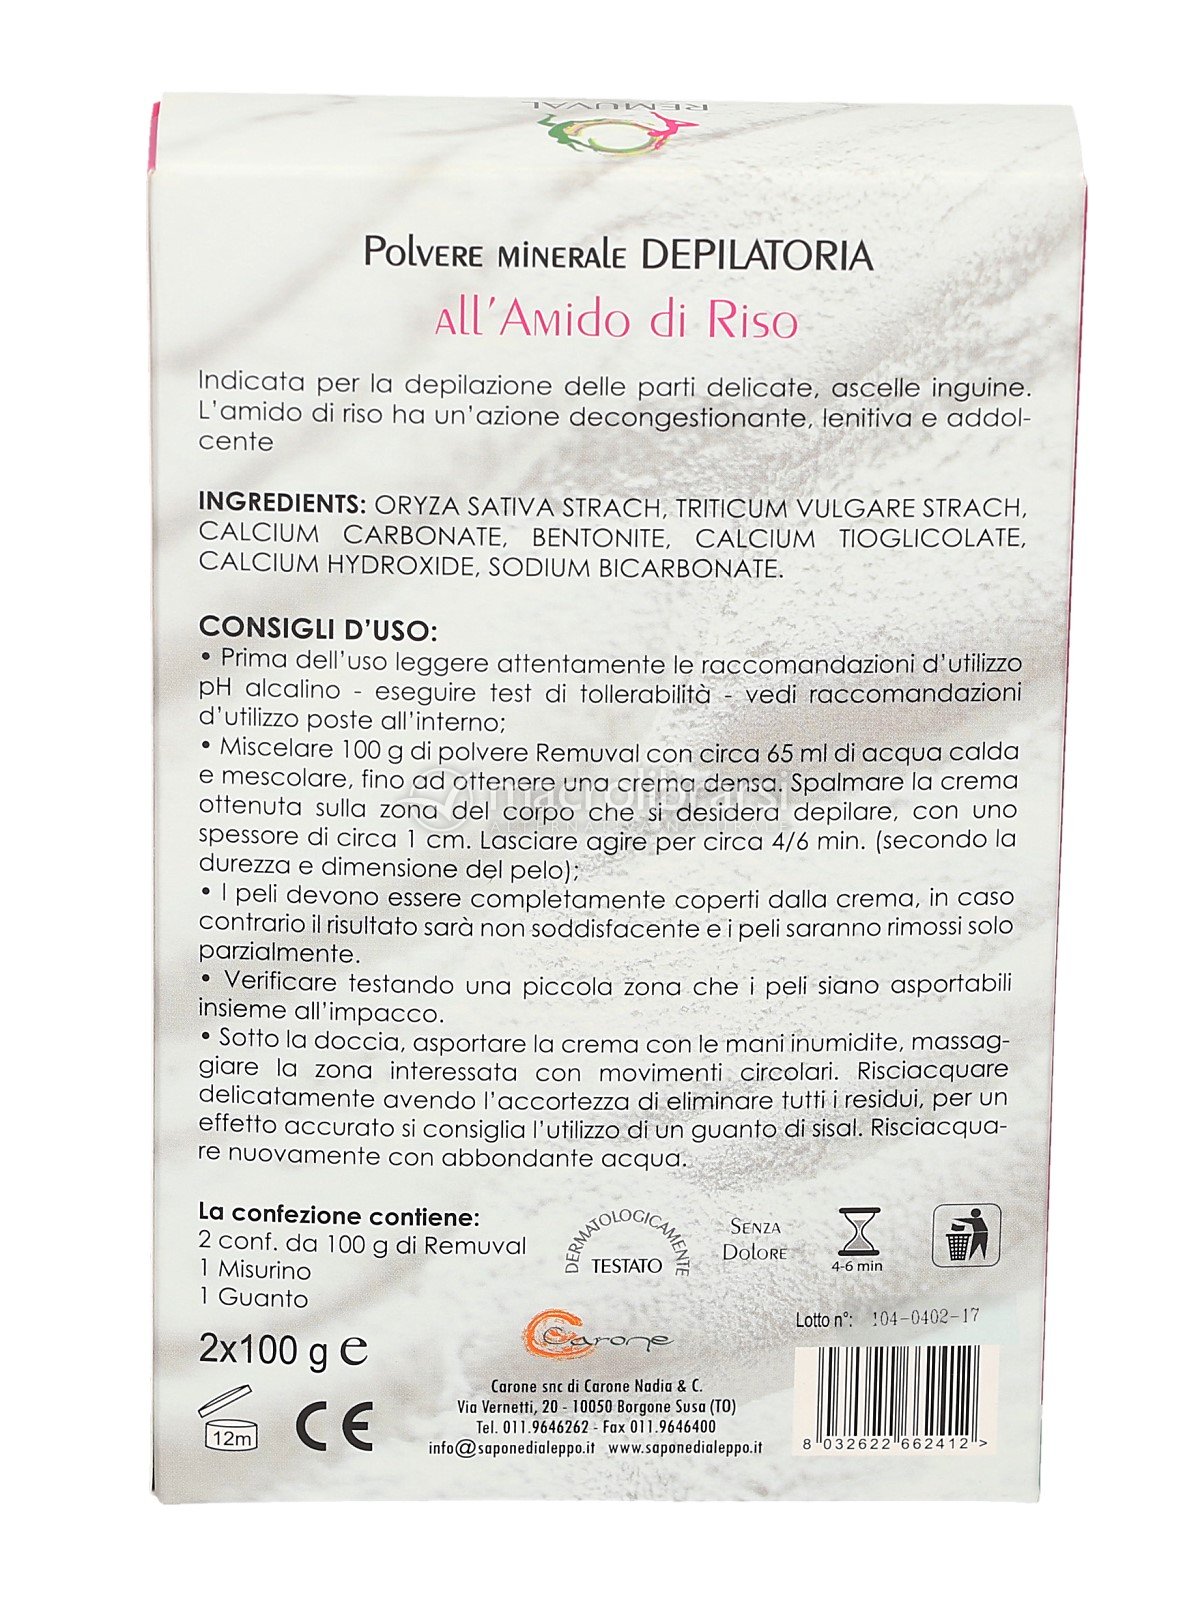 REMUVAL
POLVERE MINERALE DEPILATORIA
ALL'AMIDO DI RISO
Indicata per la depilazione delle parti delicate, ascelle inguine.
L'amido di riso ha un'azione decongestionante, lenitiva e addol-
cente
INGREDIENTS: ORYZA SATIVA STRACH, TRITICUM VULGARE STRACH,
CALCIUM CARBONATE, BENTONITE, CALCIUM TIOGLICOLATE,
CALCIUM HYDROXIDE, SODIUM BICARBONATE.
CONSIGLI D'USO:
• Prima dell'uso leggere attentamente le raccomandazioni d'utilizzo
pH alcalino - eseguire test di tollerabilità - vedi raccomandazioni
d'utilizzo poste all'interno;
• Miscelare 100 g di polvere Remuval con circa 65 ml di acqua calda
e mescolare, fino ad ottenere una crema densa. Spalmare la crema
ottenuta sulla zona del corpo che si desidera depilare, con uno
spessore di circa 1 cm. Lasciare agire per circa 4/6 min. (secondo la
durezza e dimensione del pelo);
• I peli devono essere completamente coperti dalla crema, in caso
contrario il risultato sarà non soddisfacente e i peli saranno rimossi solo
parzialmente.
• Verificare testando una piccola zona che i peli siano asportabili
insieme all'impacco.
• Sotto la doccia, asportare la crema con le mani inumidite, massag-
giare la zona interessata con movimenti circolari. Risciacquare
delicatamente avendo l'accortezza di eliminare tutti i residui, per un
effetto accurato si consiglia l'utilizzo di un guanto di sisal. Risciacqua-
re nuovamente con abbondante acqua.
macrolibrarsi
La confezione contiene:
2 conf. da 100 g di Remuval
1 Misurino
1 Guanto
2x100 g e
12m
CE
DERMATOLOGICAMENTE
TESTATO
SENZA
DOLORE
4-6 min
Carone
Carone snc di Carone Nadia & C.
Via Vernetti, 20 - 10050 Borgone Susa (TO)
Tel. 011.9646262 - Fax 011.9646400
info@saponedialeppo.it www.saponedialeppo.it
Lotto n°: 104-0402-17
8 032622 662412 >